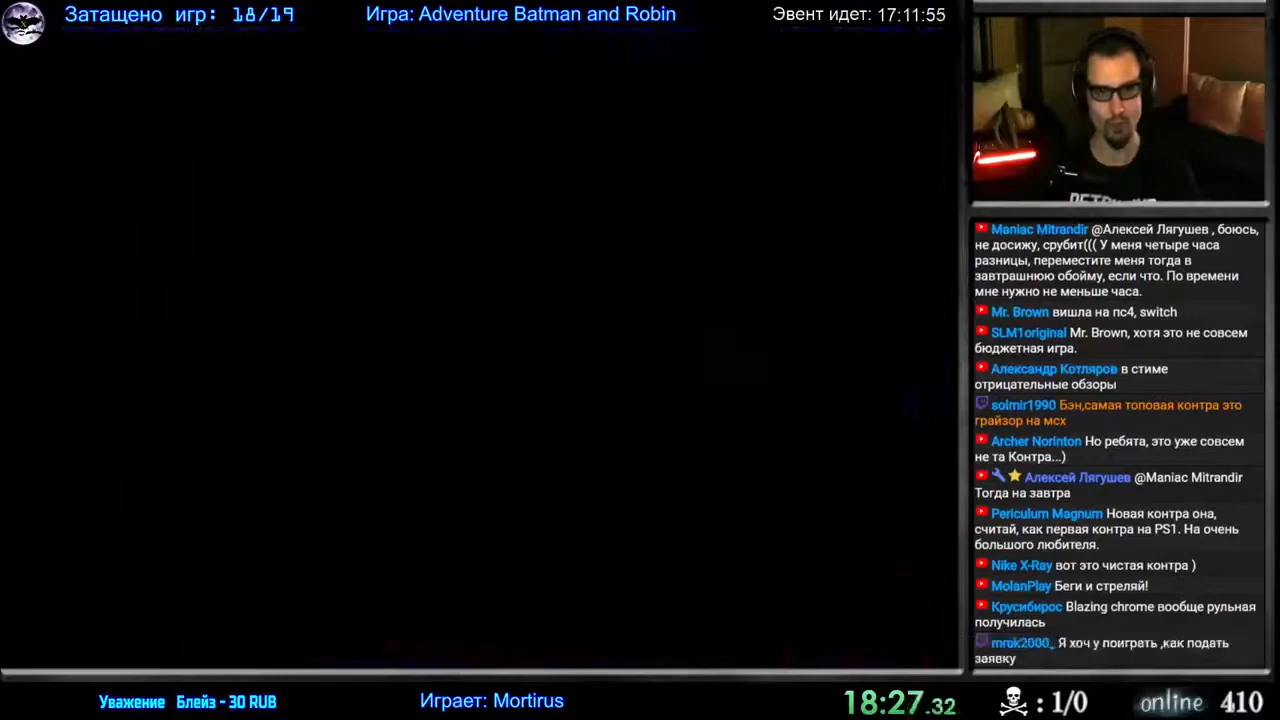 Затащено игр: 18/19
Игра: Adventure Batman and Robin
Эвент идет: 17:11:55
Maniac Mitrandir @Алексей Лягушев , боюсь,
не досижу, срубит((( У меня четыре часа
разницы, переместите меня тогда в
завтрашнюю обойму, если что. По времени
мне нужно не меньше часа.
Mr. Brown вишла на пс4, switch
SLM1original Mr. Brown, хотя это не совсем
бюджетная игра.
Александр Котляров в стиме
отрицательные обзоры
solmir1990 Бэн,самая топовая контра это
грайзор на мсх
Archer Norinton Но ребята, это уже совсем
не та Контра...)
Алексей Лягушев @Maniac Mitrandir
Тогда на завтра
Periculum Magnum Новая контра она,
считай, как первая контра на PS1. На очень
большого любителя.
Nike X-Ray вот это чистая контра )
MolanPlay Беги и стреляй!
Крусибирос Blazing chrome вообще рульная
получилась
mrok2000_ Я хоч у поиграть ,как подать
заявку
Уважение Блейз - 30 RUB
Играет: Mortirus
18:27.32
: 1/0
online 410